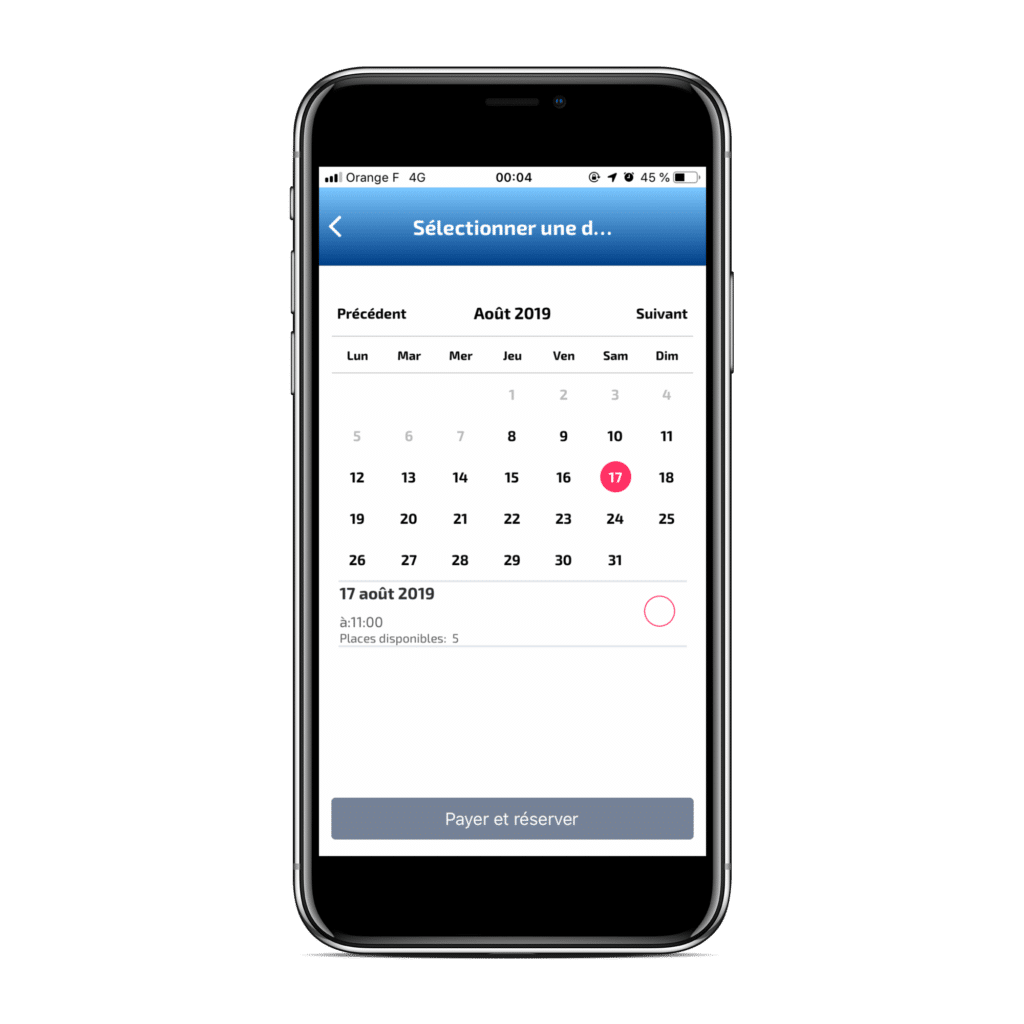 Orange F 4G 00:04 45 %
Sélectionner une d...
Précédent Août 2019 Suivant
Lun Mar Mer Jeu Ven Sam Dim
1 2 3 4
5 6 7 8 9 10 11
12 13 14 15 16 17 18
19 20 21 22 23 24 25
26 27 28 29 30 31
17 août 2019
à:11:00
Places disponibles: 5
Payer et réserver